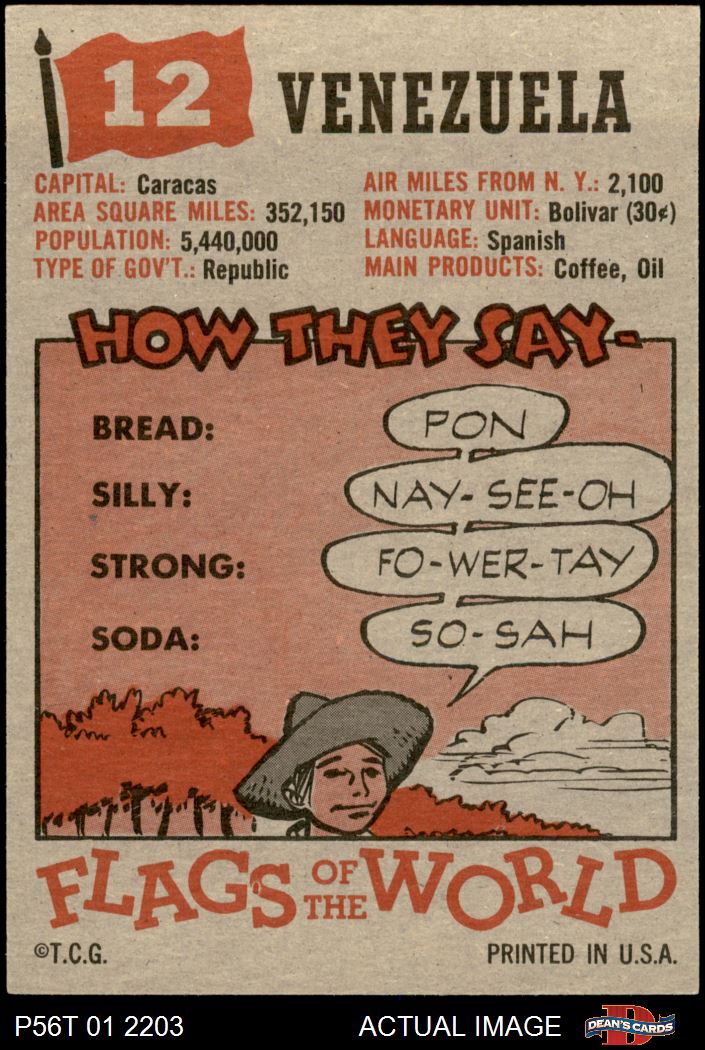 12 VENEZUELA
CAPITAL: Caracas
AREA SQUARE MILES: 352,150
POPULATION: 5,440,000
TYPE OF GOV'T.: Republic
AIR MILES FROM N. Y.: 2,100
MONETARY UNIT: Bolivar (30¢)
LANGUAGE: Spanish
MAIN PRODUCTS: Coffee, Oil
HOW THEY SAY-
BREAD: PON
SILLY: NAY-SEE-OH
STRONG: FO-WER-TAY
SODA: SO-SAH
FLAGS OF THE WORLD
©T.C.G. PRINTED IN U.S.A.
P56T 01 2203 ACTUAL IMAGE D DEAN'S CARDS